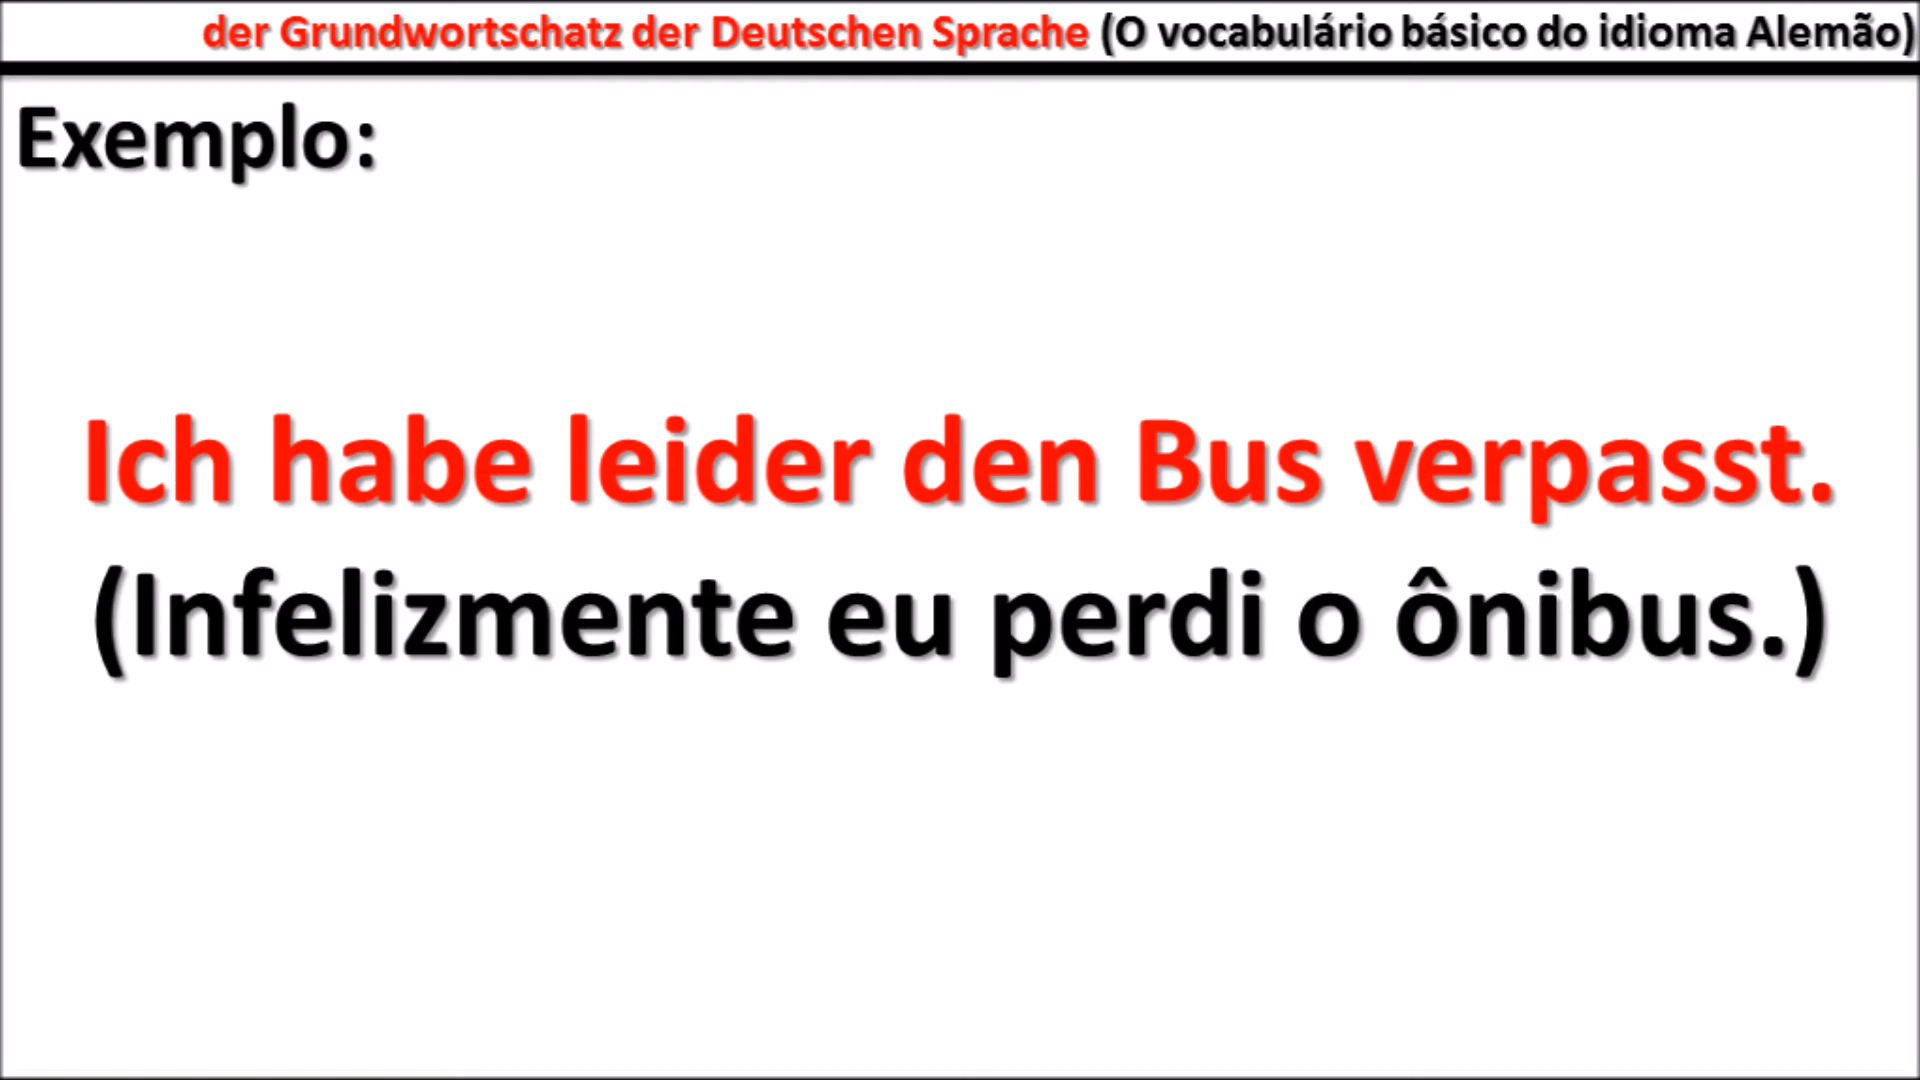 der Grundwortschatz der Deutschen Sprache (O vocabulário básico do idioma Alemão)
Exemplo:
Ich habe leider den Bus verpasst.
(Infelizmente eu perdi o ônibus.)